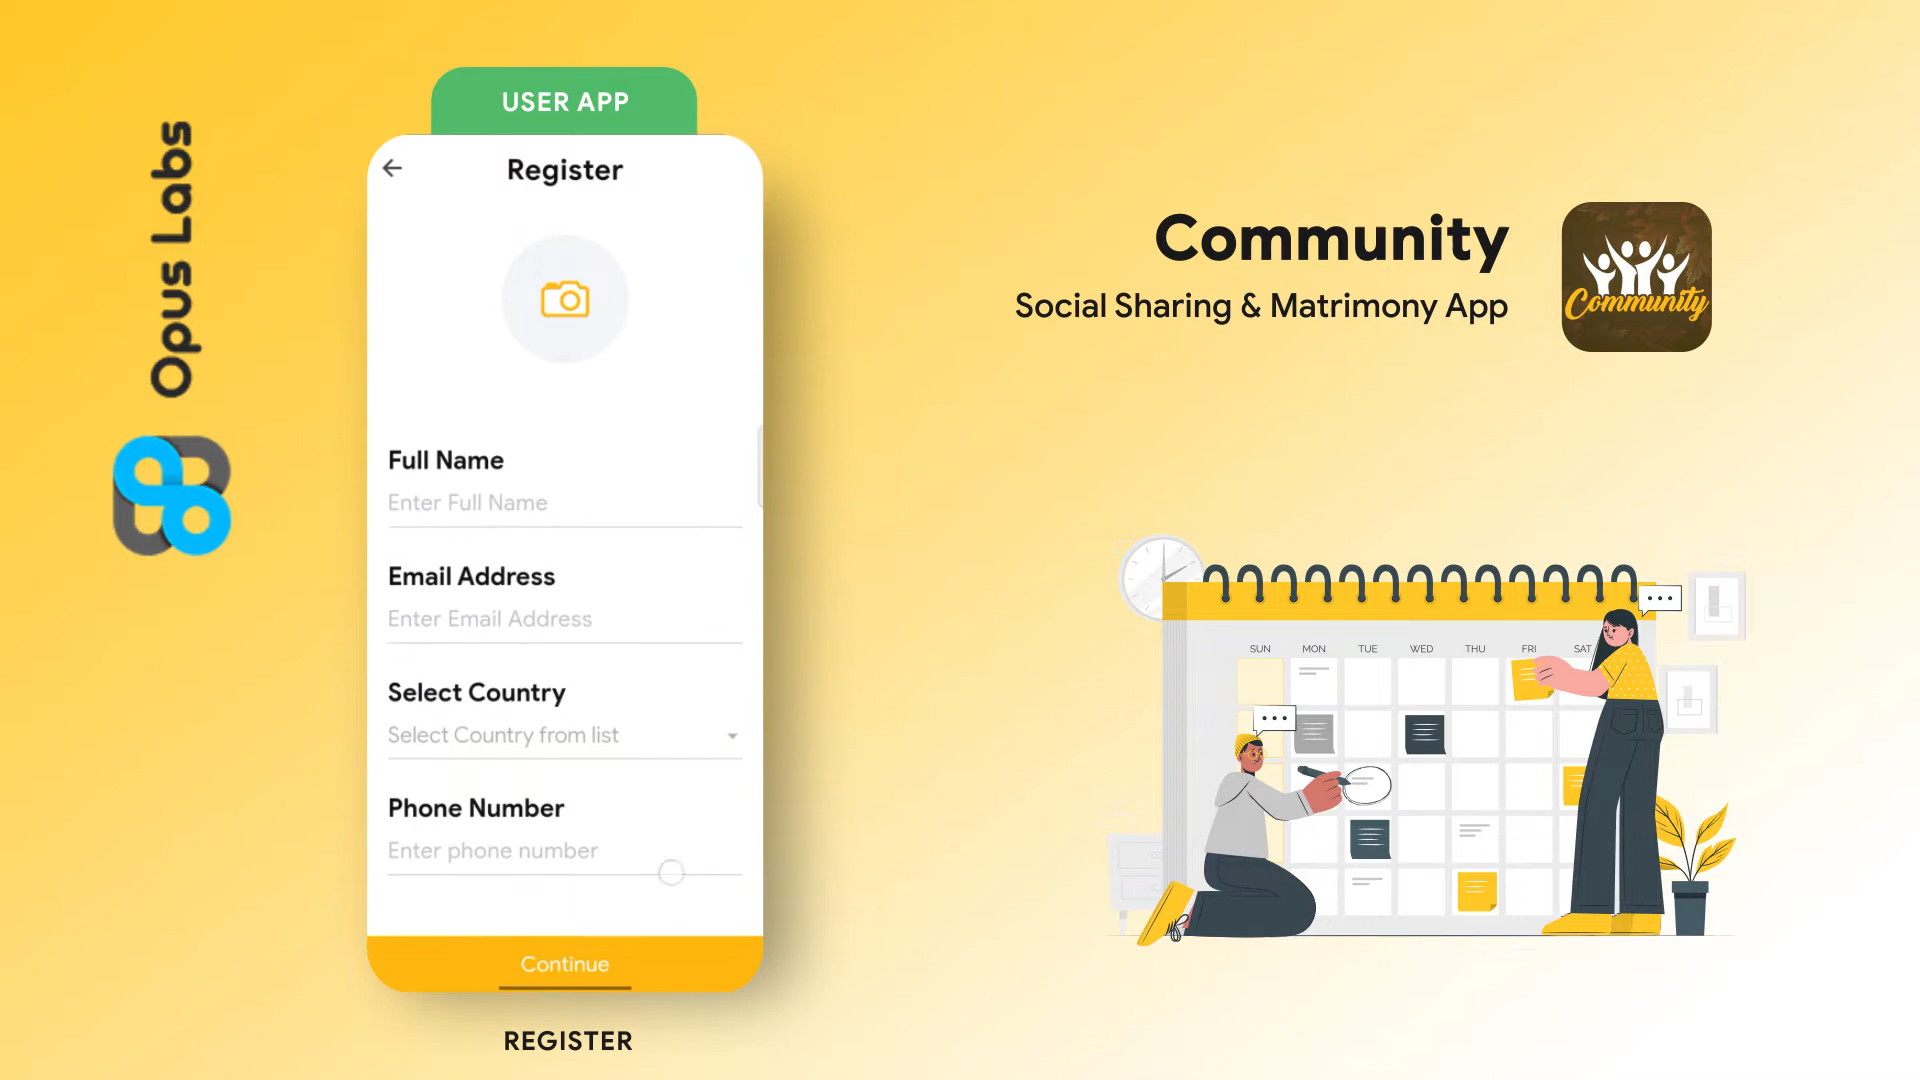 Opus Labs
USER APP
Register
Full Name
Enter Full Name
Email Address
Enter Email Address
Select Country
Select Country from list
Phone Number
Enter phone number
Continue
REGISTER
Community
Social Sharing & Matrimony App
Community
SUN MON TUE WED THU FRI SAT